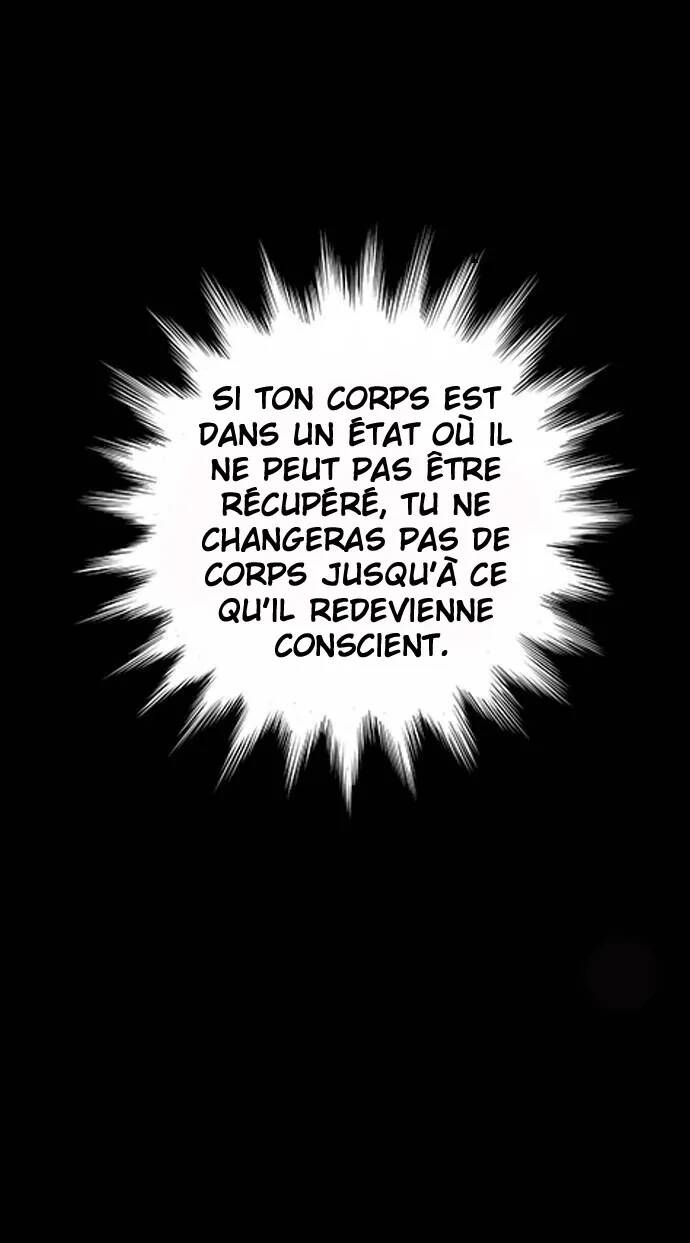 SI TON CORPS EST
DANS UN ÉTAT OÙ IL
NE PEUT PAS ÊTRE
RÉCUPÉRÉ, TU NE
CHANGERAS PAS DE
CORPS JUSQU'À CE
QU'IL REDEVIENNE
CONSCIENT.